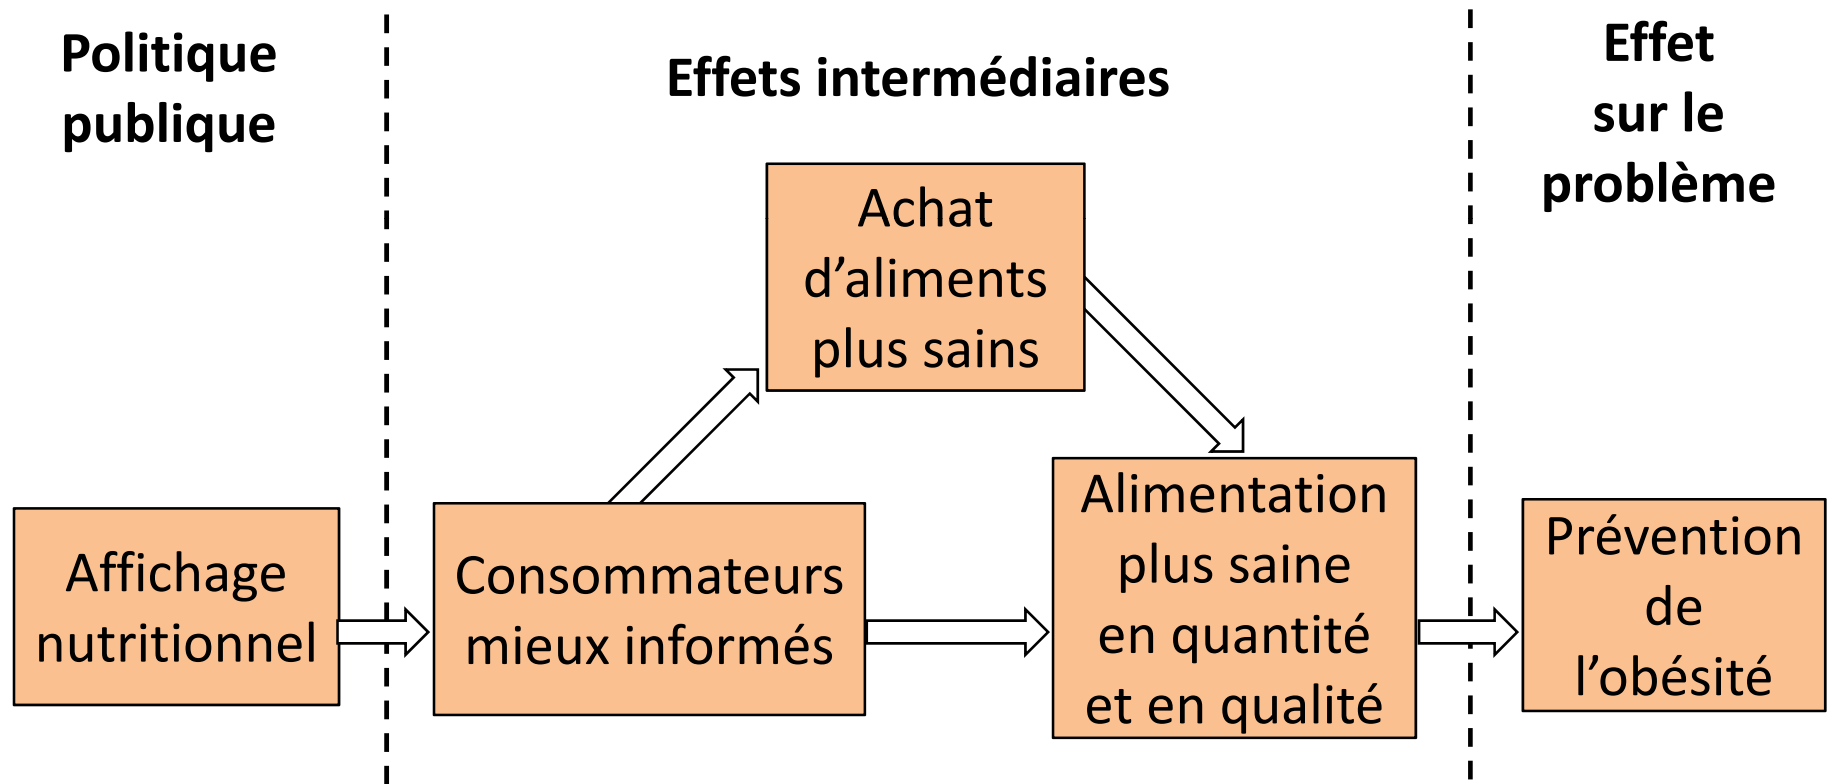 Politique
publique
Effets intermédiaires
Effet
sur le
problème
Achat
d’aliments
plus sains
Affichage
nutritionnel
Consommateurs
mieux informés
Alimentation
plus saine
en quantité
et en qualité
Prévention
de
l’obésité